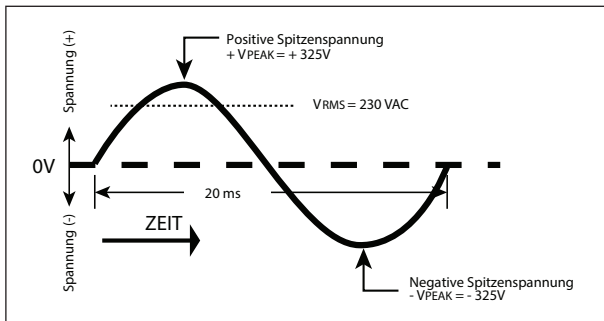 Positive Spitzenspannung
+ VPEAK = + 325V
Spannung (+)
VRMS = 230 VAC
0V
20 ms
Spannung (-)
ZEIT
Negative Spitzenspannung
- VPEAK = - 325V